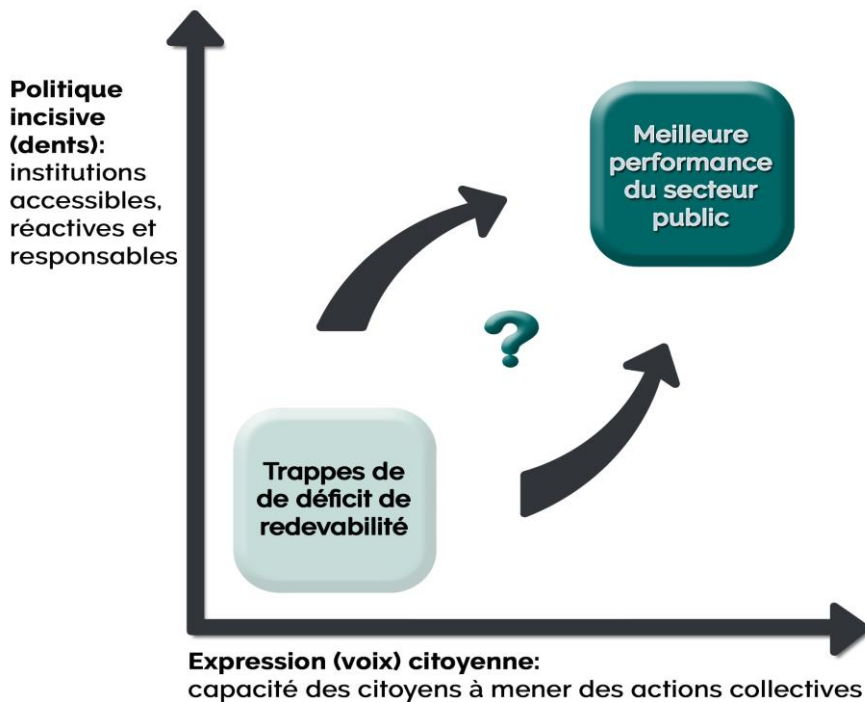 Politique
incisive
(dents):
institutions
accessibles,
réactives et
responsables
Meilleure
performance
du secteur
public
?
Trappes de
de déficit de
redevabilité
Expression (voix) citoyenne:
capacité des citoyens à mener des actions collectives